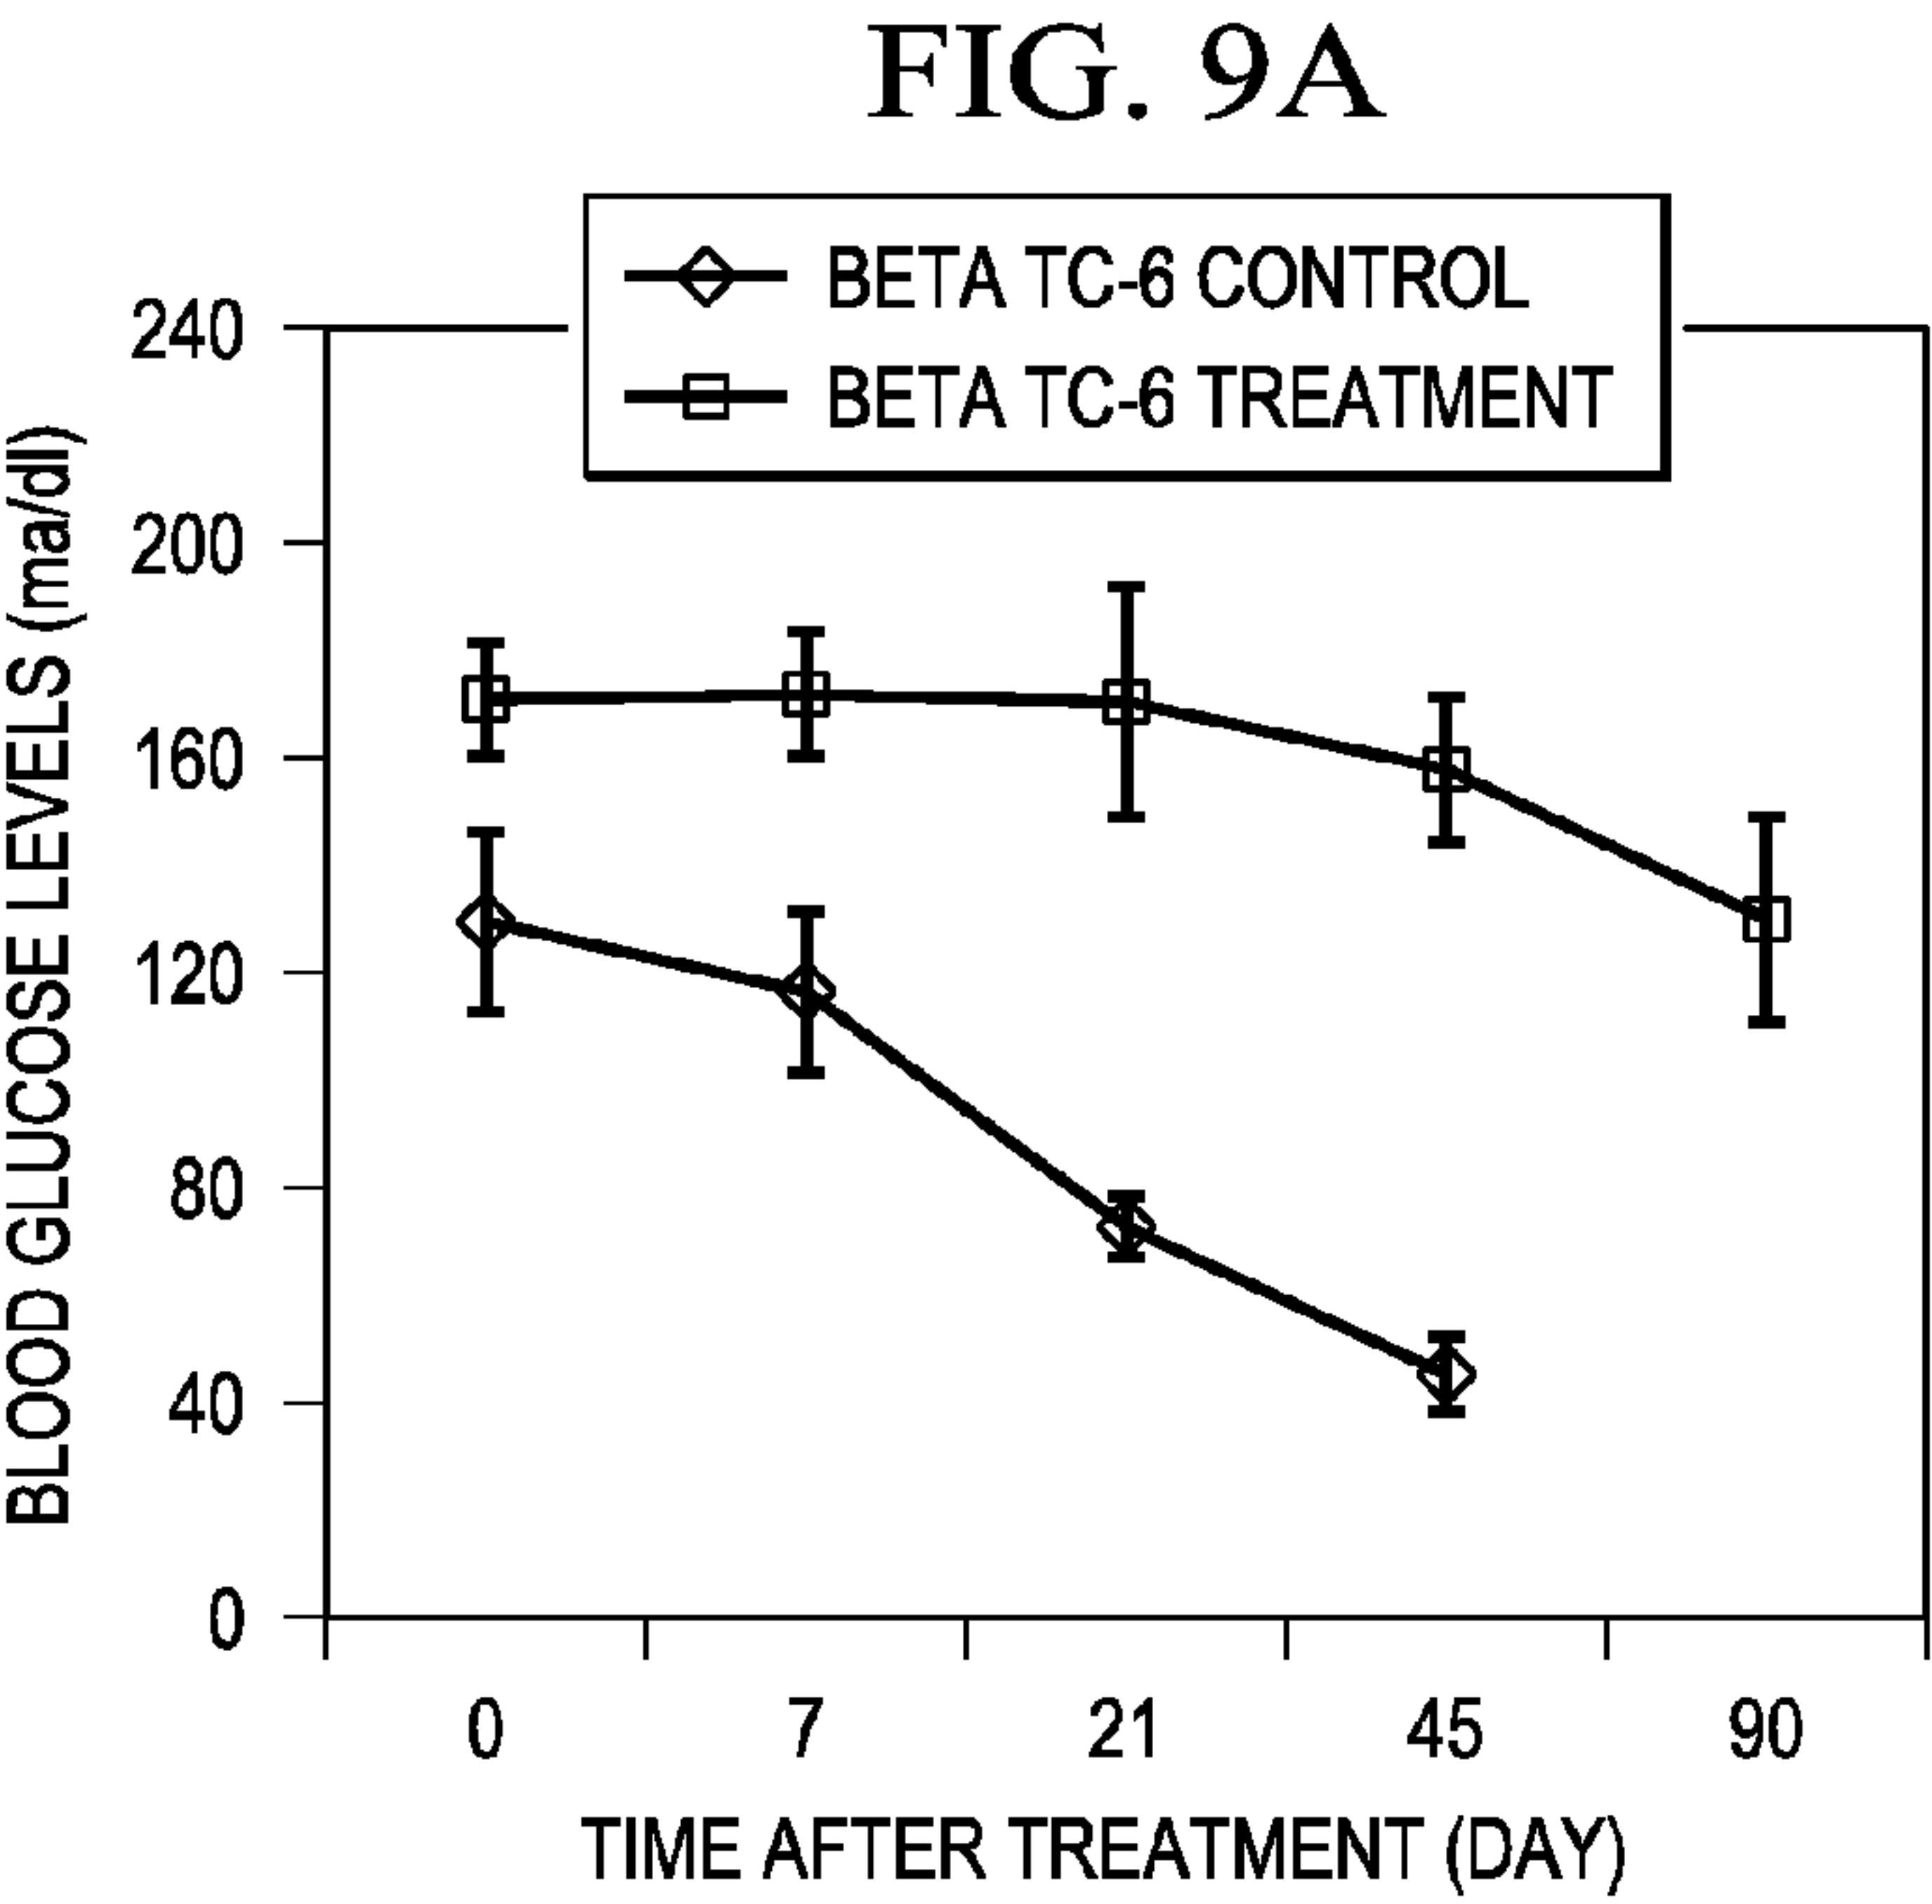 FIG. 9A
BETA TC-6 CONTROL
BETA TC-6 TREATMENT
BLOOD GLUCOSE LEVELS (ma/dl)
240
200
160
120
80
40
0
0 7 21 45 90
TIME AFTER TREATMENT (DAY)